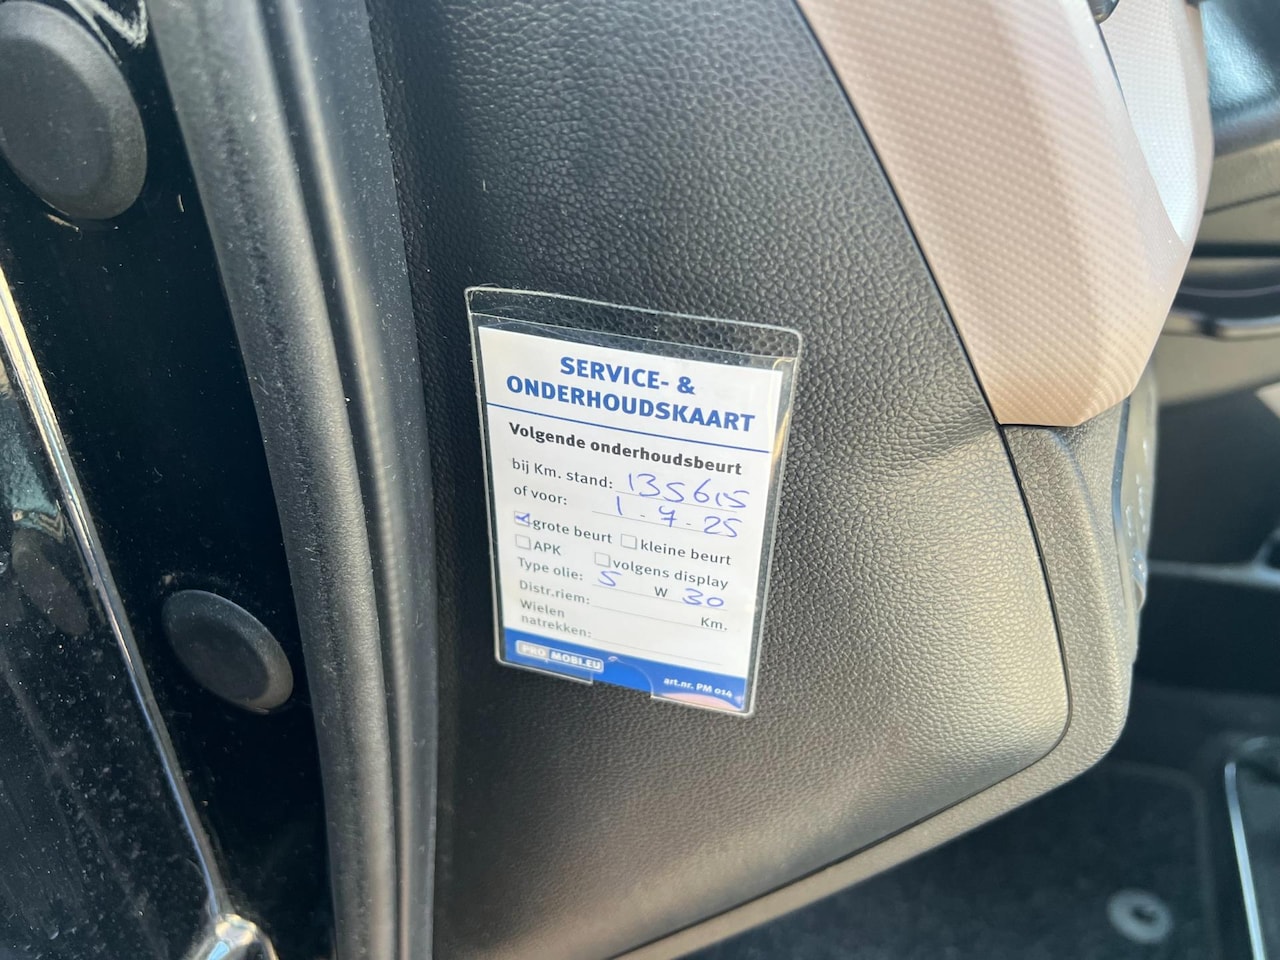 SERVICE- &
ONDERHOUDSKAART
Volgende onderhoudsbeurt
bij Km. stand: 135615
of voor: 1-7-25
grote beurt kleine beurt
APK volgens display
Type olie: 5 W 30
Distr.riem: Km.
Wielen
natrekken:
PRO MOBI.EU art.nr. PM 014